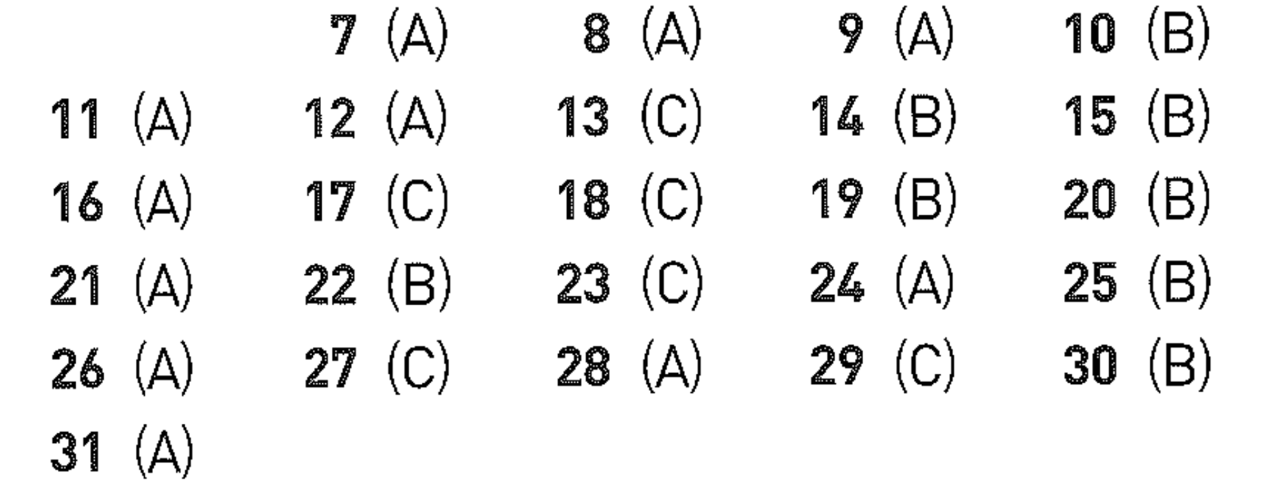 7 (A) 8 (A) 9 (A) 10 (B)
11 (A) 12 (A) 13 (C) 14 (B) 15 (B)
16 (A) 17 (C) 18 (C) 19 (B) 20 (B)
21 (A) 22 (B) 23 (C) 24 (A) 25 (B)
26 (A) 27 (C) 28 (A) 29 (C) 30 (B)
31 (A)